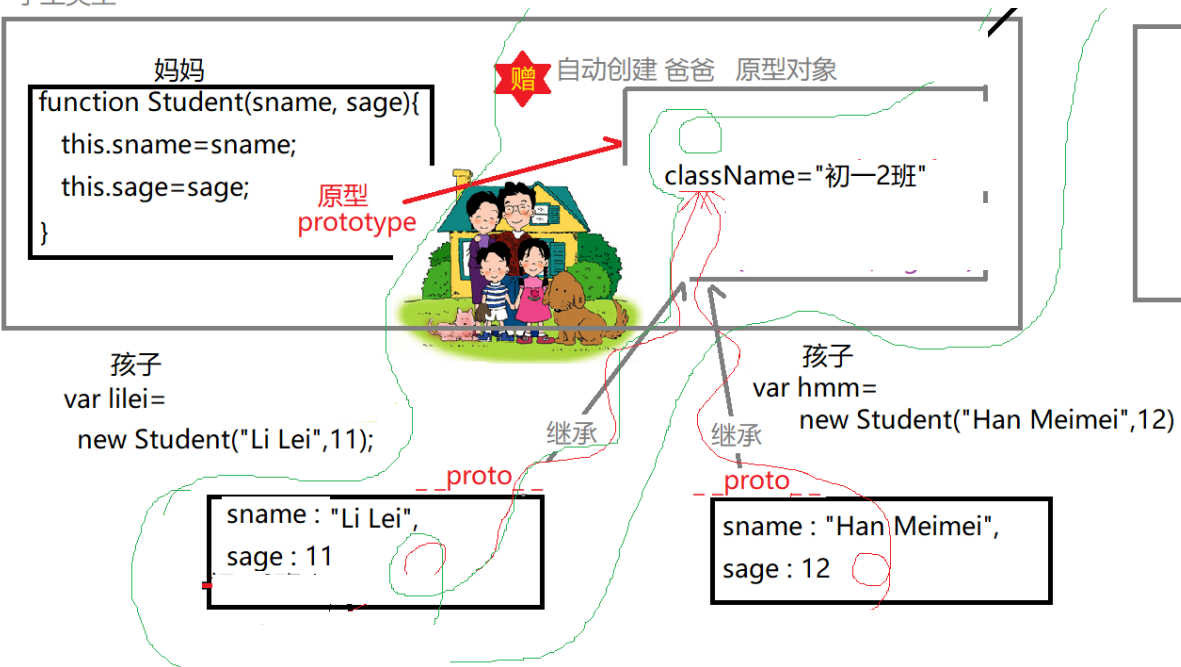 妈妈
function Student(sname, sage){
this.sname=sname;
this.sage=sage;
}
原型
prototype
赠
自动创建 爸爸 原型对象
className="初一2班"
孩子
var lilei=
new Student("Li Lei",11);
继承
继承
孩子
var hmm=
new Student("Han Meimei",12)
__proto__
sname : "Li Lei",
sage : 11
__proto__
sname : "Han Meimei",
sage : 12